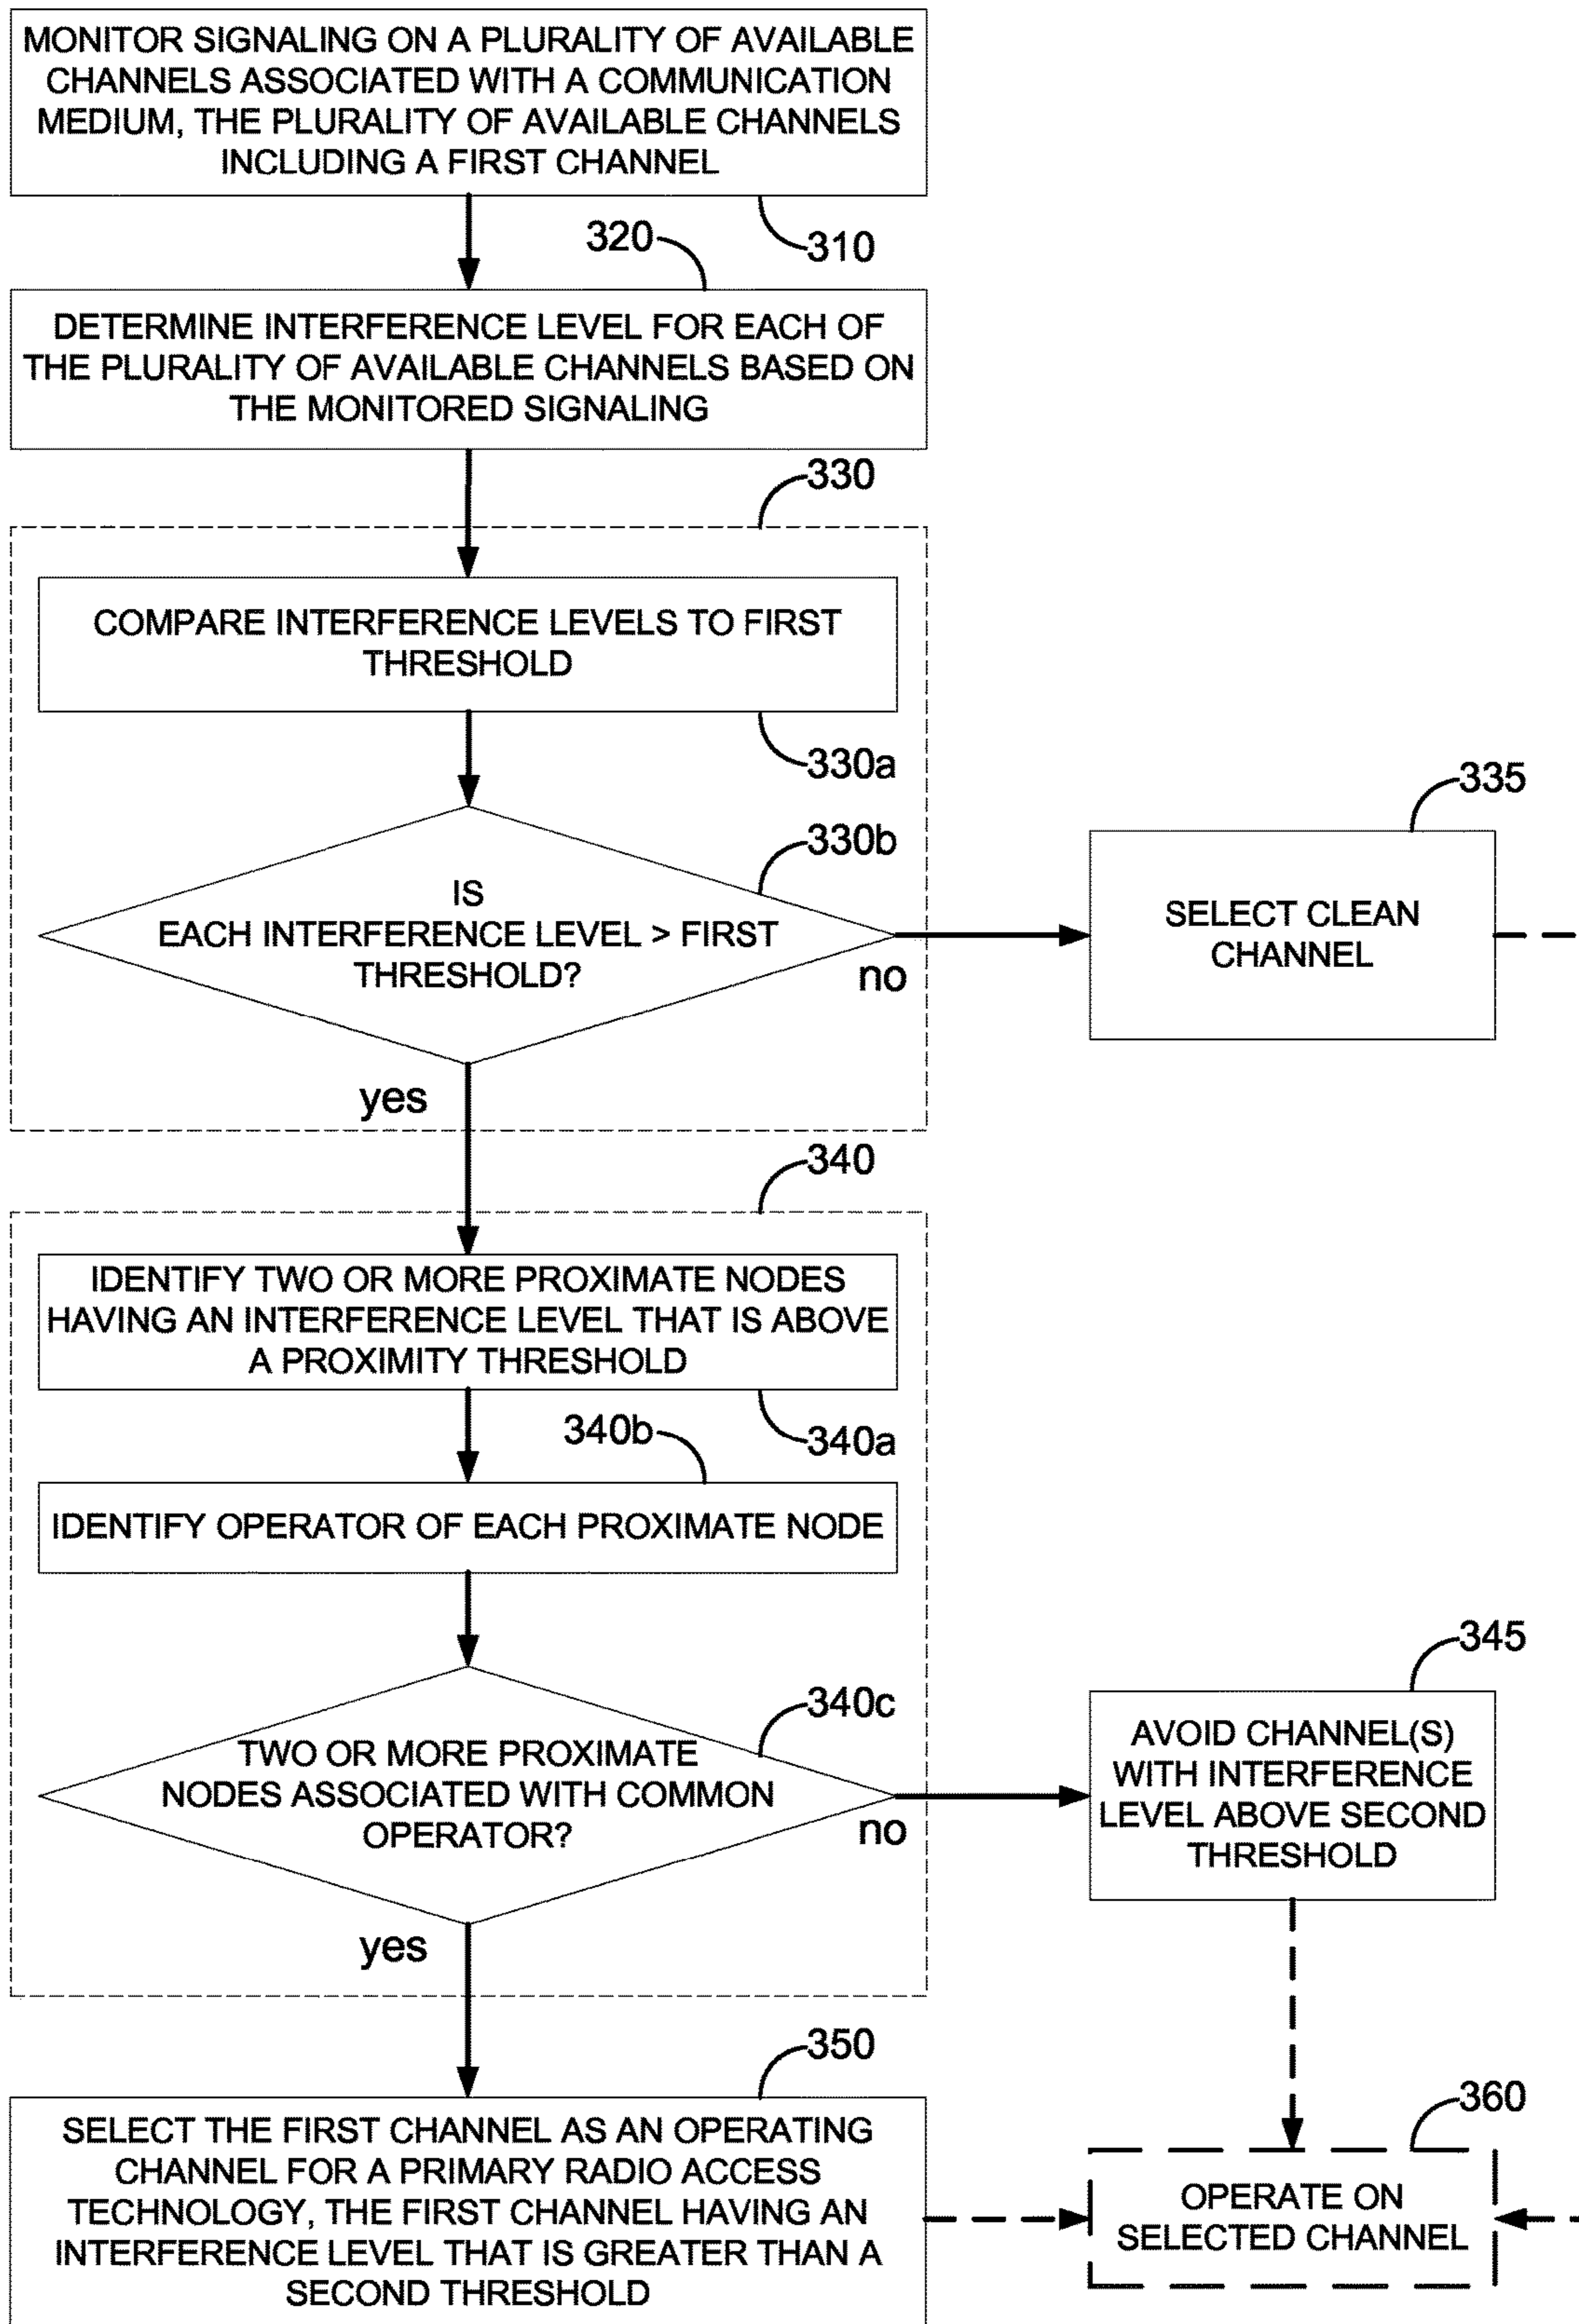 MONITOR SIGNALING ON A PLURALITY OF AVAILABLE
CHANNELS ASSOCIATED WITH A COMMUNICATION
MEDIUM, THE PLURALITY OF AVAILABLE CHANNELS
INCLUDING A FIRST CHANNEL
310
320
DETERMINE INTERFERENCE LEVEL FOR EACH OF
THE PLURALITY OF AVAILABLE CHANNELS BASED ON
THE MONITORED SIGNALING
330
COMPARE INTERFERENCE LEVELS TO FIRST
THRESHOLD
330a
330b
IS
EACH INTERFERENCE LEVEL > FIRST
THRESHOLD?
no
yes
335
SELECT CLEAN
CHANNEL
340
IDENTIFY TWO OR MORE PROXIMATE NODES
HAVING AN INTERFERENCE LEVEL THAT IS ABOVE
A PROXIMITY THRESHOLD
340a
340b
IDENTIFY OPERATOR OF EACH PROXIMATE NODE
340c
TWO OR MORE PROXIMATE
NODES ASSOCIATED WITH COMMON
OPERATOR?
no
yes
345
AVOID CHANNEL(S)
WITH INTERFERENCE
LEVEL ABOVE SECOND
THRESHOLD
350
SELECT THE FIRST CHANNEL AS AN OPERATING
CHANNEL FOR A PRIMARY RADIO ACCESS
TECHNOLOGY, THE FIRST CHANNEL HAVING AN
INTERFERENCE LEVEL THAT IS GREATER THAN A
SECOND THRESHOLD
360
OPERATE ON
SELECTED CHANNEL